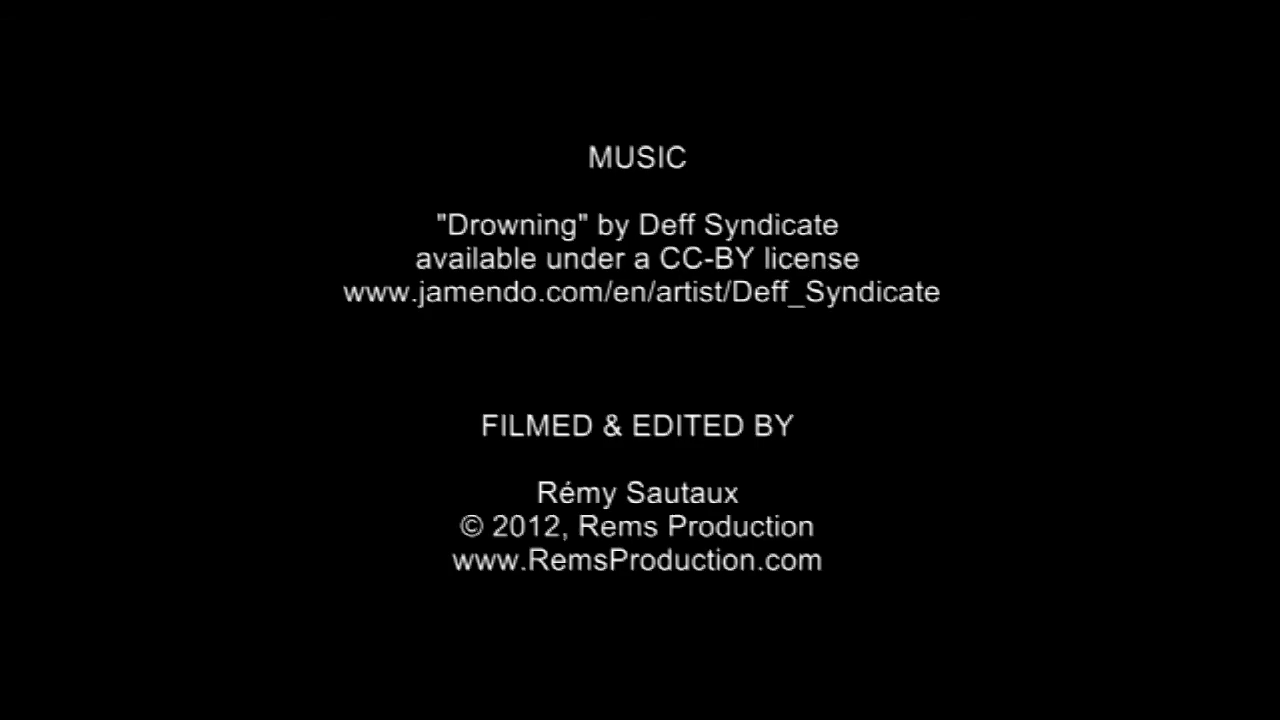 MUSIC
"Drowning" by Deff Syndicate
available under a CC-BY license
www.jamendo.com/en/artist/Deff_Syndicate
FILMED & EDITED BY
Rémy Sautaux
© 2012, Rems Production
www.RemsProduction.com